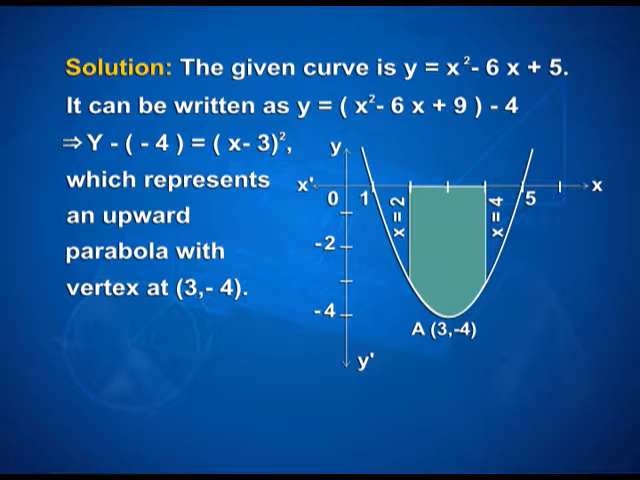 Solution: The given curve is y = x² - 6 x + 5.
It can be written as y = ( x² - 6 x + 9 ) - 4
⇒ Y - ( - 4 ) = ( x - 3)²,
which represents
an upward
parabola with
vertex at (3,- 4).
y
x' 0 1 5 x
x = 2
x = 4
-2
-4
A (3,-4)
y'